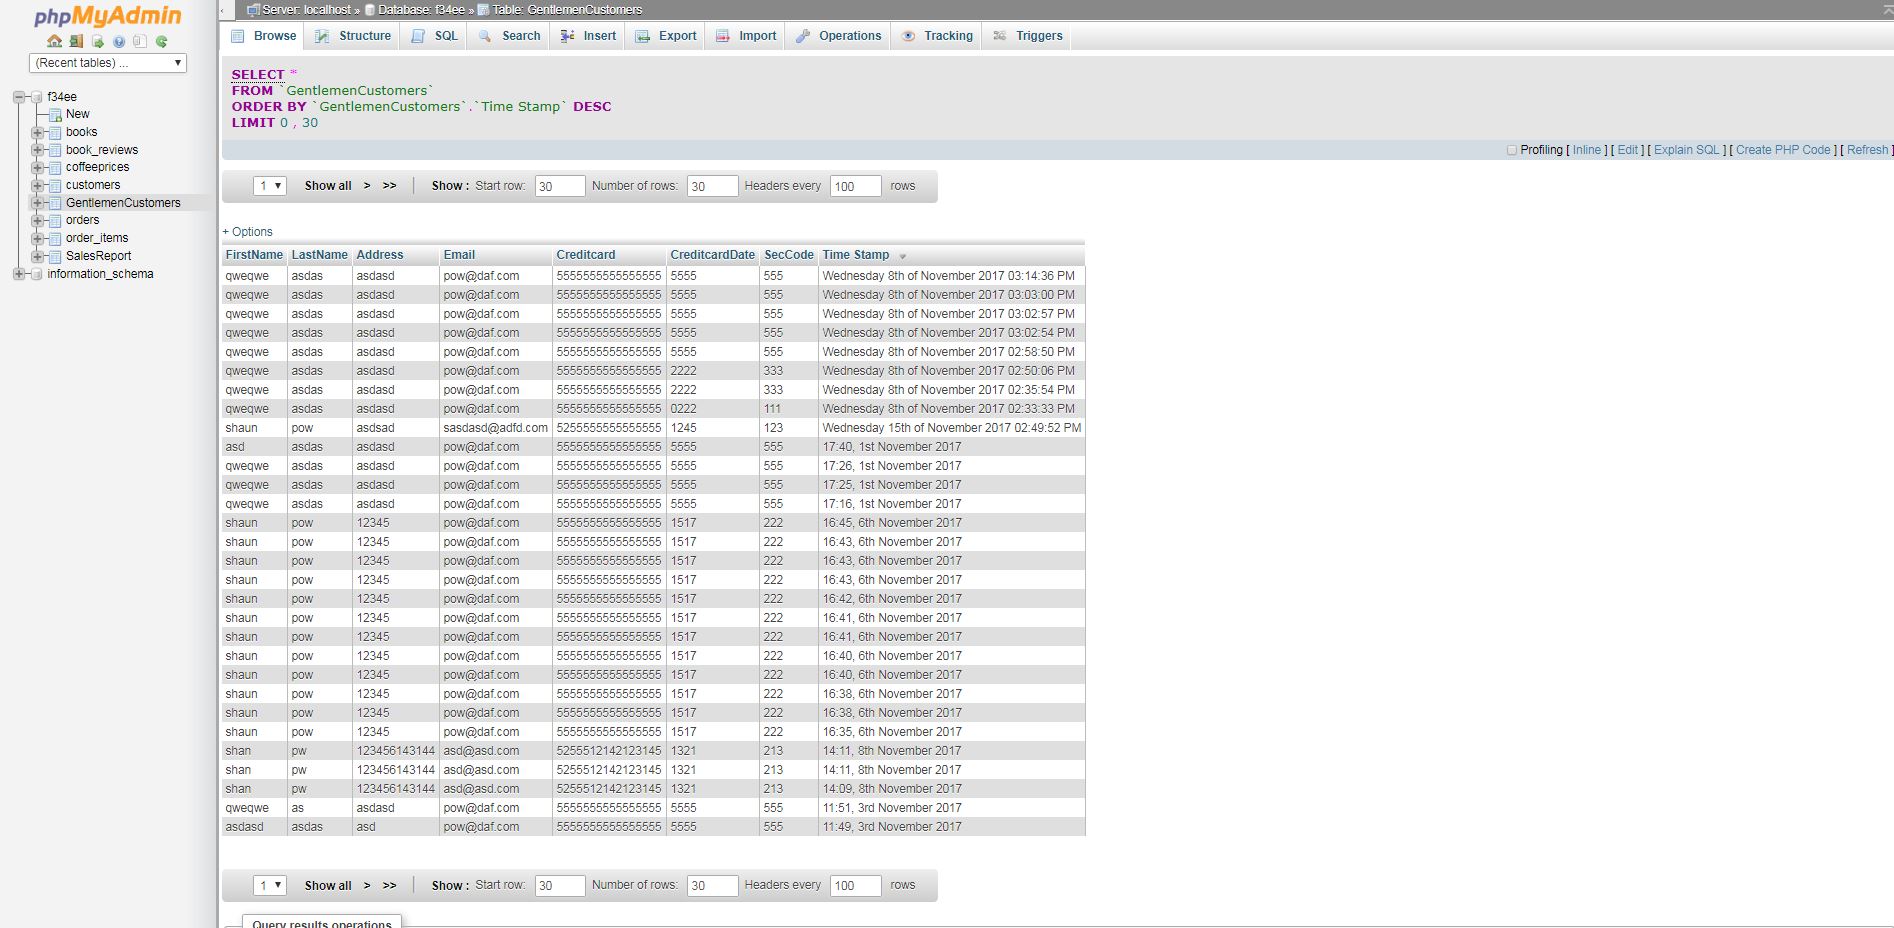 phpMyAdmin
(Recent tables) ...
f34ee
New
books
book_reviews
coffeeprices
customers
GentlemenCustomers
orders
order_items
SalesReport
information_schema
Server: localhost » Database: f34ee » Table: GentlemenCustomers
Browse Structure SQL Search Insert Export Import Operations Tracking Triggers
SELECT *
FROM `GentlemenCustomers`
ORDER BY `GentlemenCustomers`.`Time Stamp` DESC
LIMIT 0 , 30
Profiling [ Inline ] [ Edit ] [ Explain SQL ] [ Create PHP Code ] [ Refresh ]
1 Show all > >> Show : Start row: 30 Number of rows: 30 Headers every 100 rows
+ Options
FirstName LastName Address Email Creditcard CreditcardDate SecCode Time Stamp
qweqwe asdas asdasd pow@daf.com 5555555555555555 5555 555 Wednesday 8th of November 2017 03:14:36 PM
qweqwe asdas asdasd pow@daf.com 5555555555555555 5555 555 Wednesday 8th of November 2017 03:03:00 PM
qweqwe asdas asdasd pow@daf.com 5555555555555555 5555 555 Wednesday 8th of November 2017 03:02:57 PM
qweqwe asdas asdasd pow@daf.com 5555555555555555 5555 555 Wednesday 8th of November 2017 03:02:54 PM
qweqwe asdas asdasd pow@daf.com 5555555555555555 5555 555 Wednesday 8th of November 2017 02:58:50 PM
qweqwe asdas asdasd pow@daf.com 5555555555555555 2222 333 Wednesday 8th of November 2017 02:50:06 PM
qweqwe asdas asdasd pow@daf.com 5555555555555555 2222 333 Wednesday 8th of November 2017 02:35:54 PM
qweqwe asdas asdasd pow@daf.com 5555555555555555 0222 111 Wednesday 8th of November 2017 02:33:33 PM
shaun pow adsdsad sasdasd@adfd.com 5255555555555555 1245 123 Wednesday 15th of November 2017 02:49:52 PM
asd asdas asdasd pow@daf.com 5555555555555555 5555 555 17:40, 1st November 2017
qweqwe asdas asdasd pow@daf.com 5555555555555555 5555 555 17:26, 1st November 2017
qweqwe asdas asdasd pow@daf.com 5555555555555555 5555 555 17:25, 1st November 2017
qweqwe asdas asdasd pow@daf.com 5555555555555555 5555 555 17:16, 1st November 2017
shaun pow 12345 pow@daf.com 5555555555555555 1517 222 16:45, 6th November 2017
shaun pow 12345 pow@daf.com 5555555555555555 1517 222 16:43, 6th November 2017
shaun pow 12345 pow@daf.com 5555555555555555 1517 222 16:43, 6th November 2017
shaun pow 12345 pow@daf.com 5555555555555555 1517 222 16:43, 6th November 2017
shaun pow 12345 pow@daf.com 5555555555555555 1517 222 16:42, 6th November 2017
shaun pow 12345 pow@daf.com 5555555555555555 1517 222 16:41, 6th November 2017
shaun pow 12345 pow@daf.com 5555555555555555 1517 222 16:41, 6th November 2017
shaun pow 12345 pow@daf.com 5555555555555555 1517 222 16:40, 6th November 2017
shaun pow 12345 pow@daf.com 5555555555555555 1517 222 16:40, 6th November 2017
shaun pow 12345 pow@daf.com 5555555555555555 1517 222 16:38, 6th November 2017
shaun pow 12345 pow@daf.com 5555555555555555 1517 222 16:38, 6th November 2017
shaun pow 12345 pow@daf.com 5555555555555555 1517 222 16:35, 6th November 2017
shan pw 123456143144 asd@asd.com 5255512142123145 1321 213 14:11, 8th November 2017
shan pw 123456143144 asd@asd.com 5255512142123145 1321 213 14:11, 8th November 2017
shan pw 123456143144 asd@asd.com 5255512142123145 1321 213 14:09, 8th November 2017
qweqwe as asdasd pow@daf.com 5555555555555555 5555 555 11:51, 3rd November 2017
asdasd asdas asd pow@daf.com 5555555555555555 5555 555 11:49, 3rd November 2017
1 Show all > >> Show : Start row: 30 Number of rows: 30 Headers every 100 rows
Query results operations